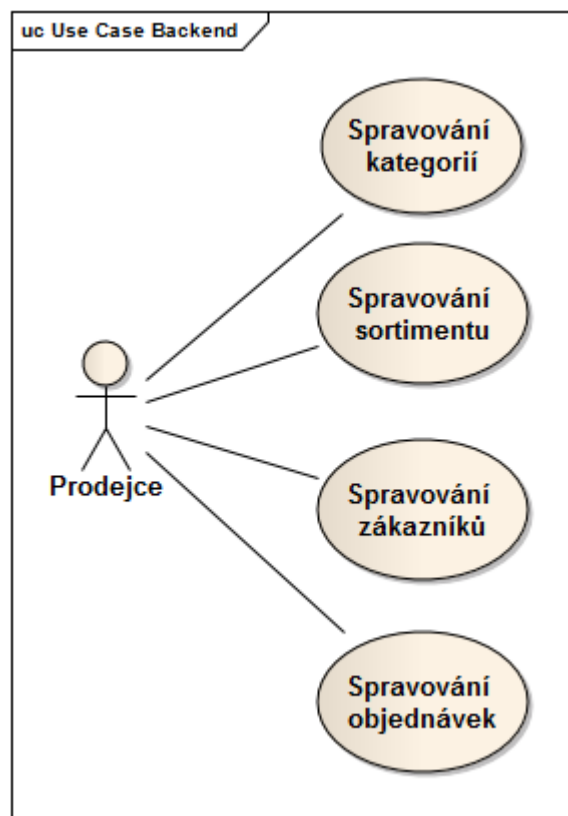 uc Use Case Backend
Spravování
kategorií
Spravování
sortimentu
Prodejce
Spravování
zákazníků
Spravování
objednávek